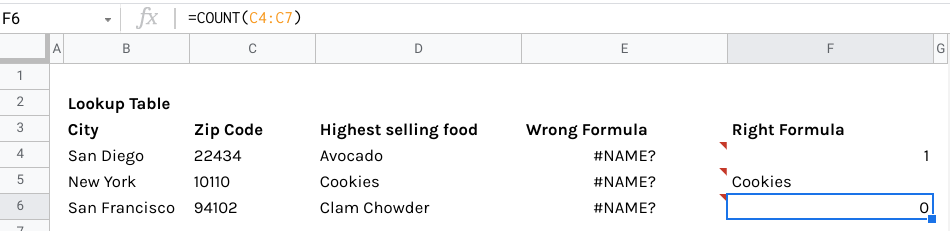 F6 fx =COUNT(C4:C7)
A B C D E F G
1
2 Lookup Table
3 City Zip Code Highest selling food Wrong Formula Right Formula
4 San Diego 22434 Avocado #NAME? 1
5 New York 10110 Cookies #NAME? Cookies
6 San Francisco 94102 Clam Chowder #NAME? 0
7